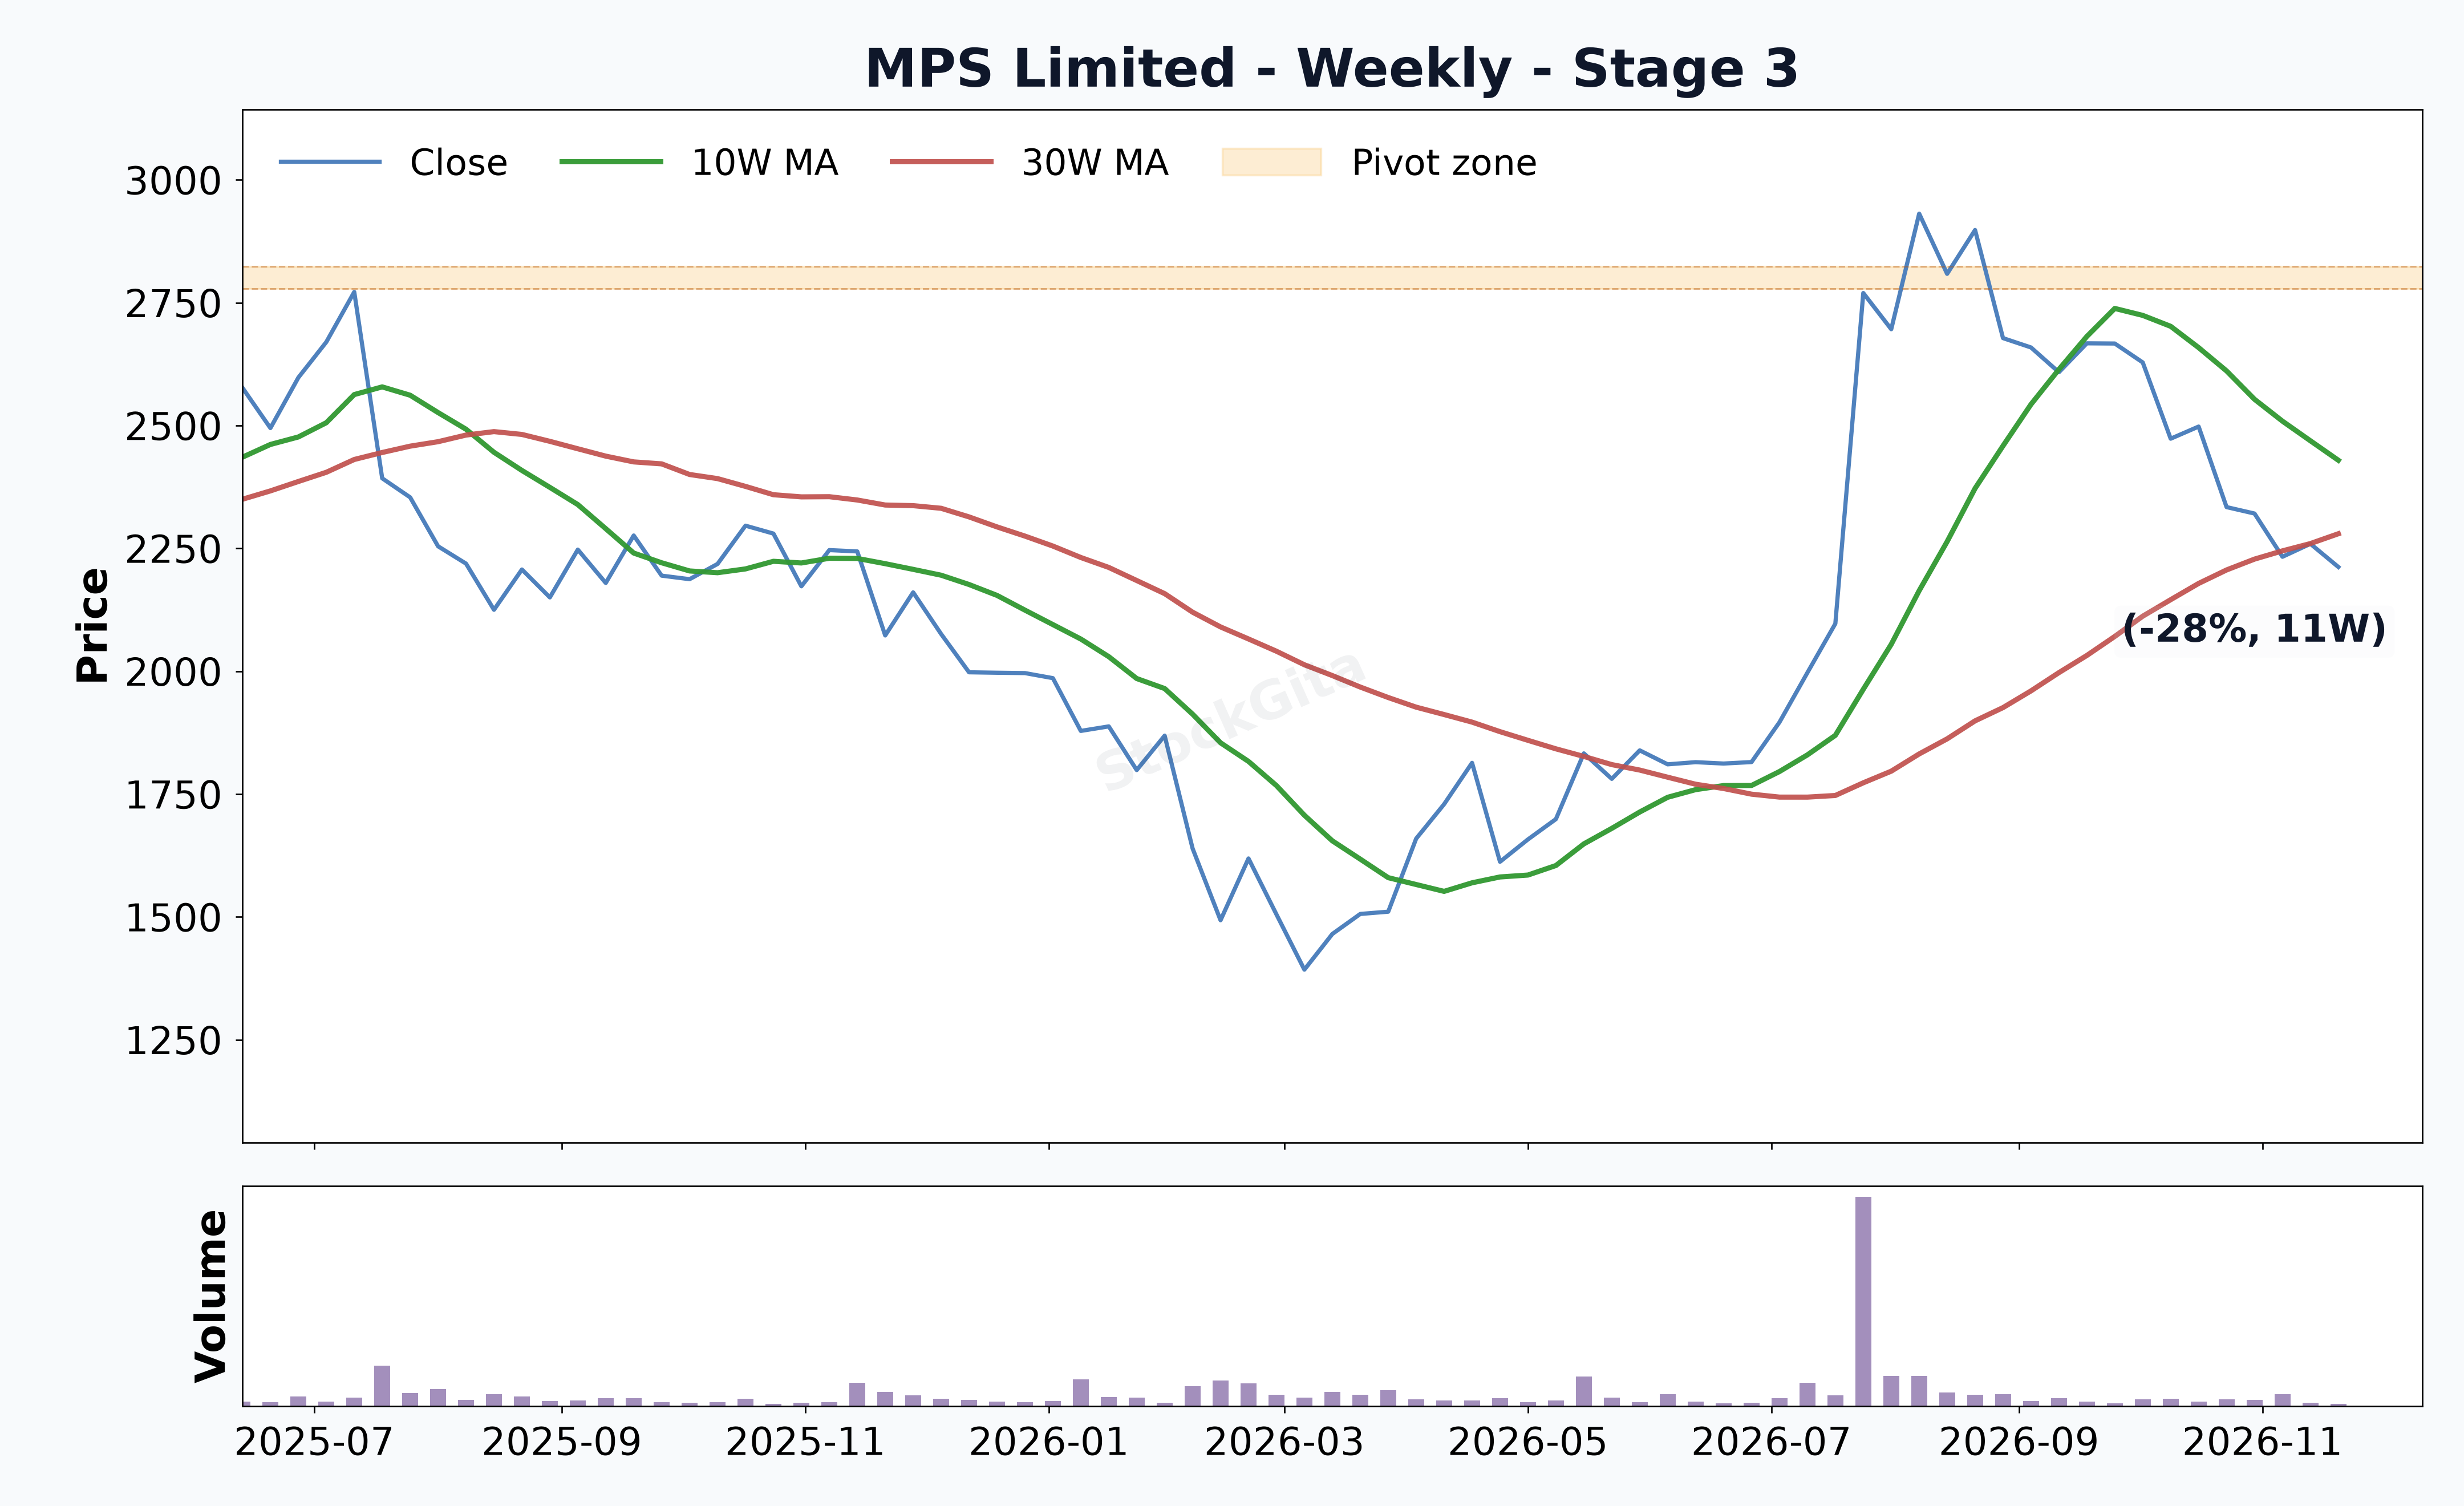 MPS Limited - Weekly - Stage 3
Close 10W MA 30W MA Pivot zone
Price
3000
2750
2500
2250
2000
1750
1500
1250
(-28%, 11W)
StockGita
Volume
2025-07 2025-09 2025-11 2026-01 2026-03 2026-05 2026-07 2026-09 2026-11